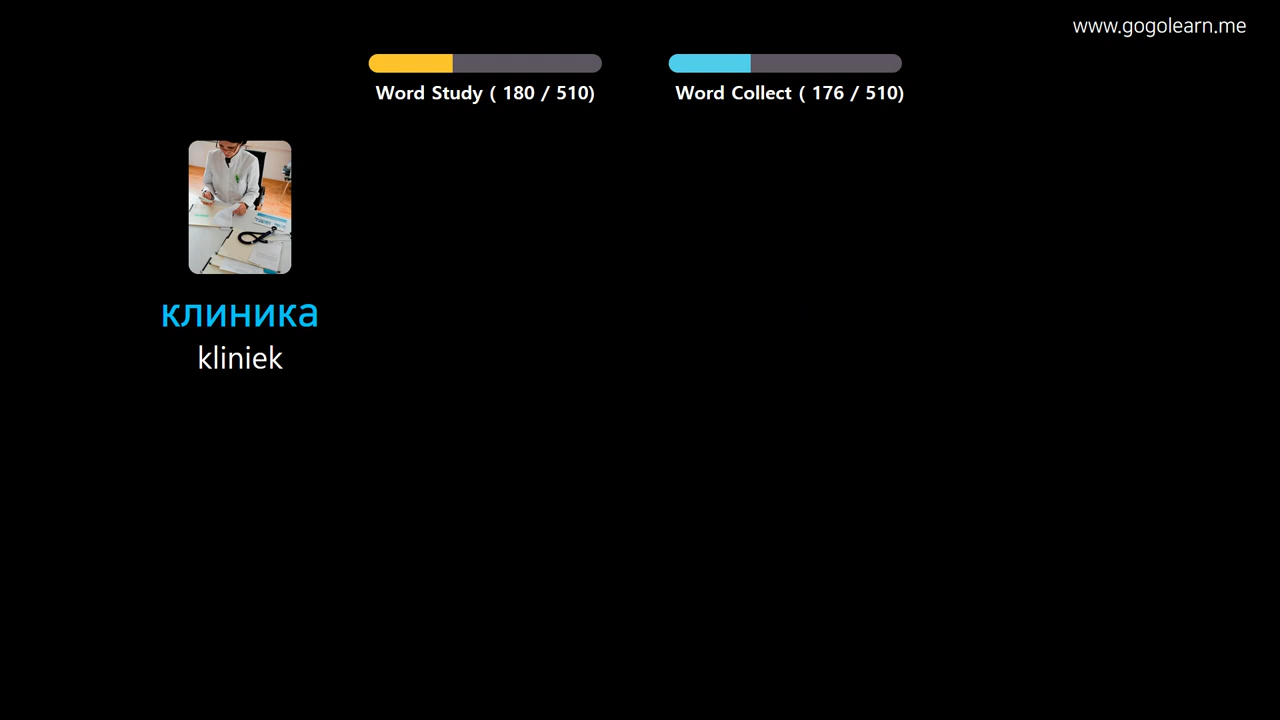 www.gogolearn.me
Word Study ( 180 / 510)
Word Collect ( 176 / 510)
клиника
kliniek